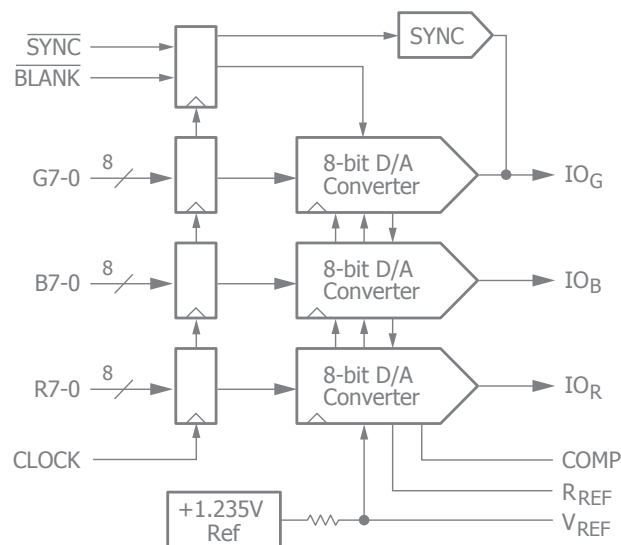 SYNC
SYNC
BLANK
8
G7-0
8-bit D/A
Converter
IOG
8
B7-0
8-bit D/A
Converter
IOB
8
R7-0
8-bit D/A
Converter
IOR
CLOCK
COMP
RREF
+1.235V
Ref
VREF